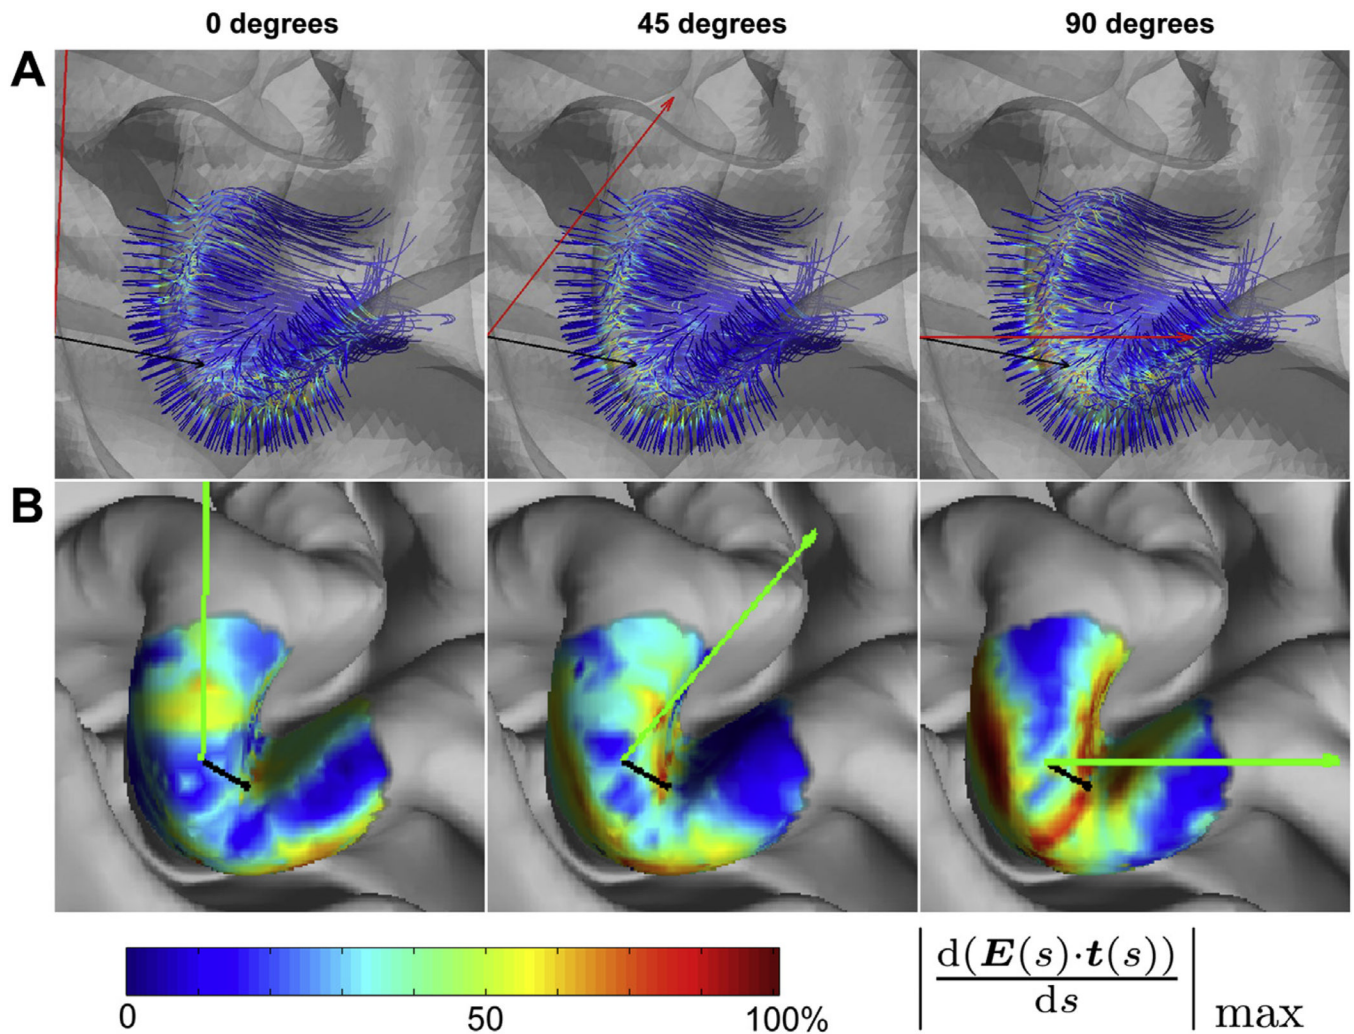 0 degrees 45 degrees 90 degrees
A
B
0 50 100%
| d(E(s)·t(s)) / ds | max